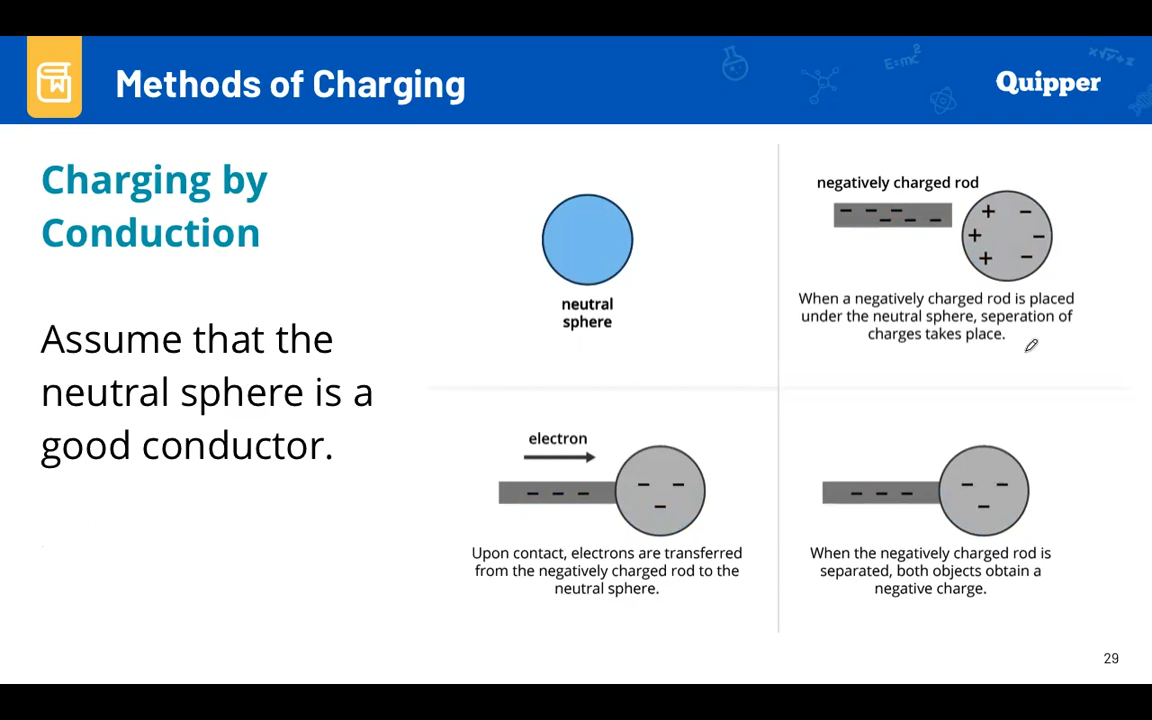 Methods of Charging
E=mc²
Quipper
Charging by
Conduction
Assume that the
neutral sphere is a
good conductor.
neutral
sphere
negatively charged rod
When a negatively charged rod is placed
under the neutral sphere, seperation of
charges takes place.
electron
Upon contact, electrons are transferred
from the negatively charged rod to the
neutral sphere.
When the negatively charged rod is
separated, both objects obtain a
negative charge.
29